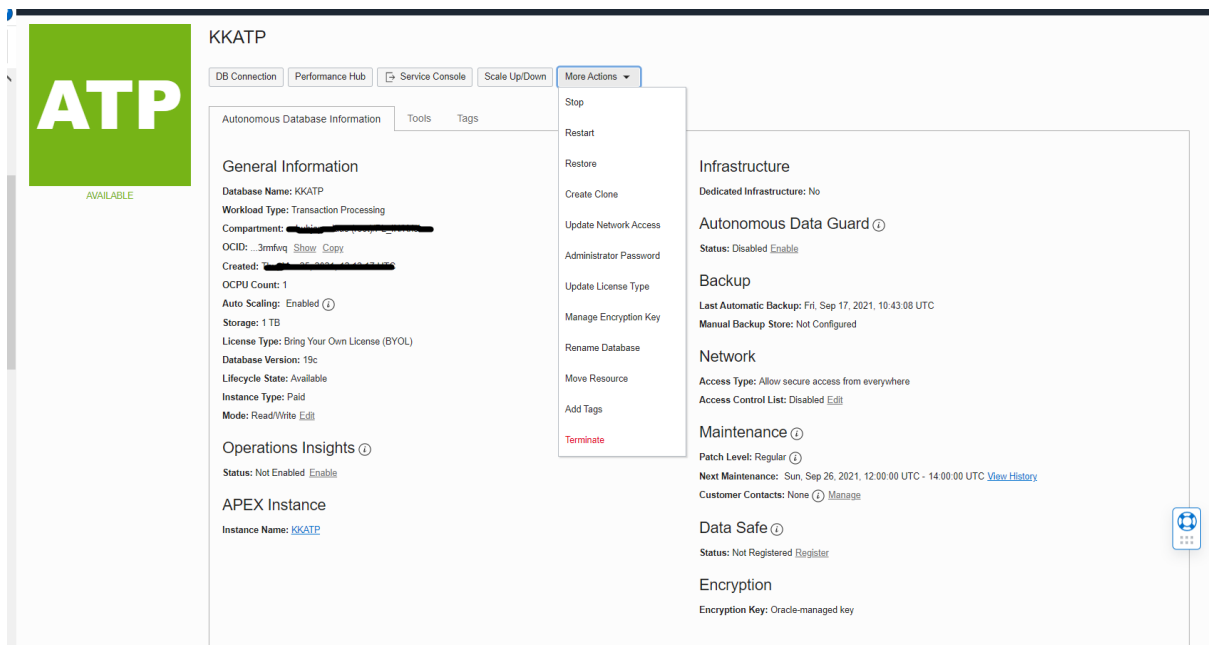 KKATP
ATP
AVAILABLE
DB Connection Performance Hub Service Console Scale Up/Down More Actions
Stop
Restart
Restore
Create Clone
Update Network Access
Administrator Password
Update License Type
Manage Encryption Key
Rename Database
Move Resource
Add Tags
Terminate
Autonomous Database Information Tools Tags
General Information
Database Name: KKATP
Workload Type: Transaction Processing
Compartment:
OCID: ...3rmfwq Show Copy
Created:
OCPU Count: 1
Auto Scaling: Enabled
Storage: 1 TB
License Type: Bring Your Own License (BYOL)
Database Version: 19c
Lifecycle State: Available
Instance Type: Paid
Mode: Read/Write Edit
Operations Insights
Status: Not Enabled Enable
APEX Instance
Instance Name: KKATP
Infrastructure
Dedicated Infrastructure: No
Autonomous Data Guard
Status: Disabled Enable
Backup
Last Automatic Backup: Fri, Sep 17, 2021, 10:43:08 UTC
Manual Backup Store: Not Configured
Network
Access Type: Allow secure access from everywhere
Access Control List: Disabled Edit
Maintenance
Patch Level: Regular
Next Maintenance: Sun, Sep 26, 2021, 12:00:00 UTC - 14:00:00 UTC View History
Customer Contacts: None Manage
Data Safe
Status: Not Registered Register
Encryption
Encryption Key: Oracle-managed key